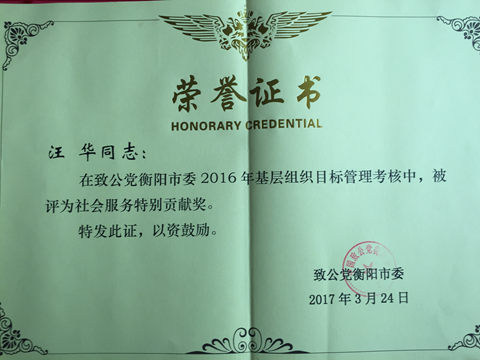 荣誉证书
HONORARY CREDENTIAL
汪 华同志：
在致公党衡阳市委2016年基层组织目标管理考核中，被
评为社会服务特别贡献奖。
特发此证，以资鼓励。
致公党衡阳市委
2017年3月24日